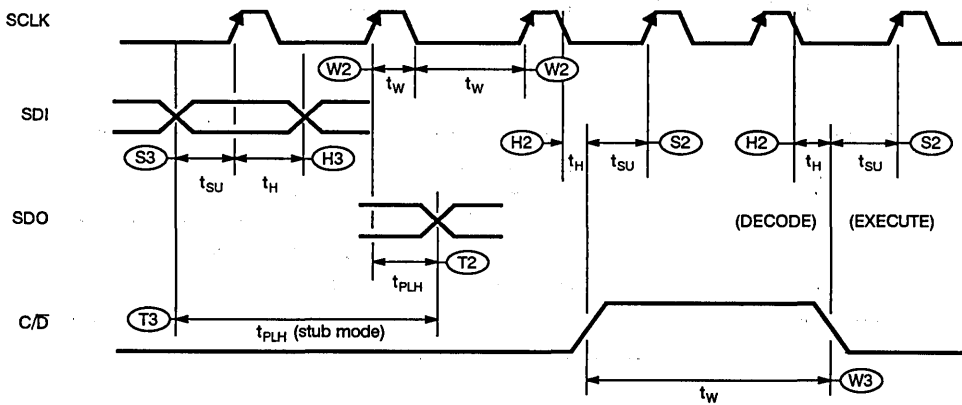 SCLK
W2 tW tW W2
SDI
H2 tH tSU S2 H2 tH tSU S2
S3 tSU tH H3
SDO
(DECODE) (EXECUTE)
tPLH T2
C/D̅
T3 tPLH (stub mode)
tW W3